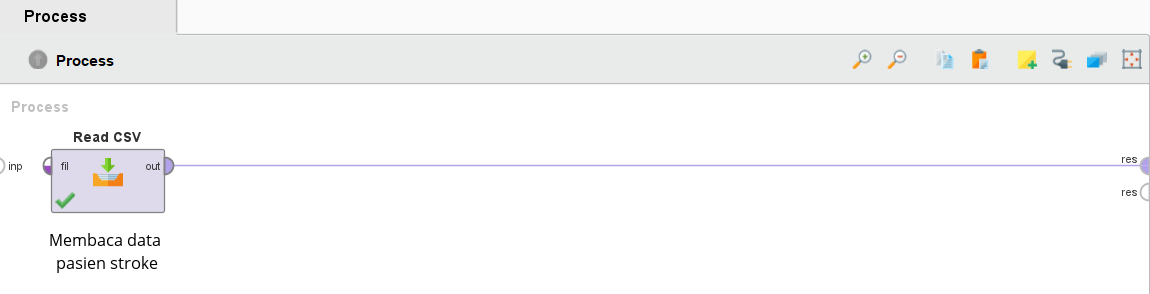 Process
Process
Process
Read CSV
inp
fil
out
res
res
Membaca data
pasien stroke